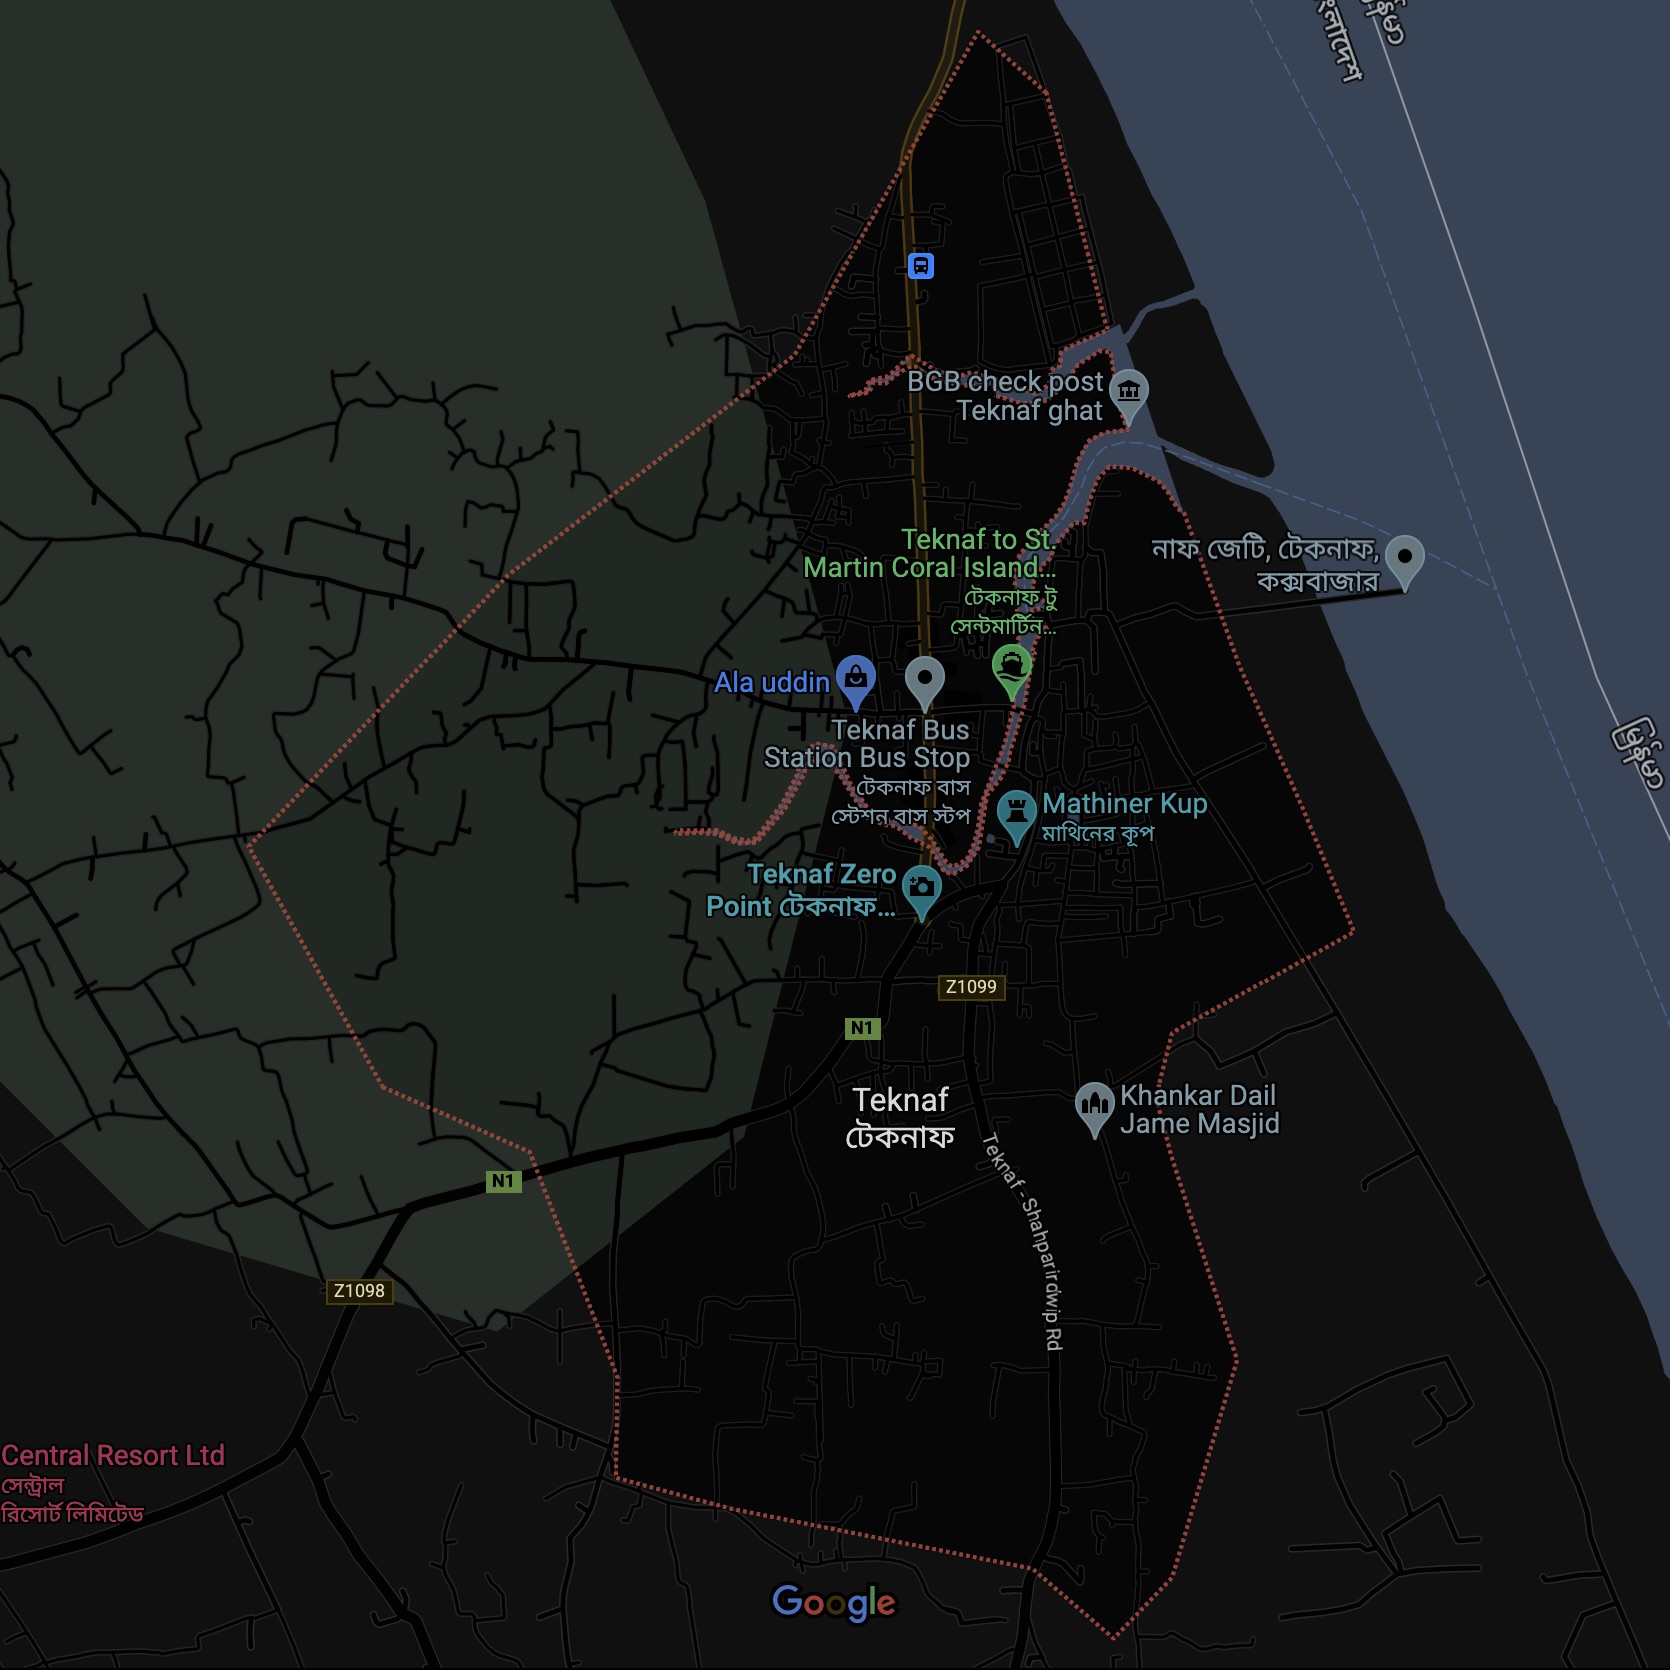 বাংলাদেশ
BGB check post
Teknaf ghat
Teknaf to St.
Martin Coral Island...
টেকনাফ টু
সেন্টমার্টিন...
নাফ জেটি, টেকনাফ,
কক্সবাজার
Ala uddin
Teknaf Bus
Station Bus Stop
টেকনাফ বাস
স্টেশন বাস স্টপ
Mathiner Kup
মাথিনের কূপ
Teknaf Zero
Point টেকনাফ...
Z1099
N1
Teknaf
টেকনাফ
Khankar Dail
Jame Masjid
N1
Teknaf - Shahparirdwip Rd
Z1098
Central Resort Ltd
সেন্ট্রাল
রিসোর্ট লিমিটেড
Google